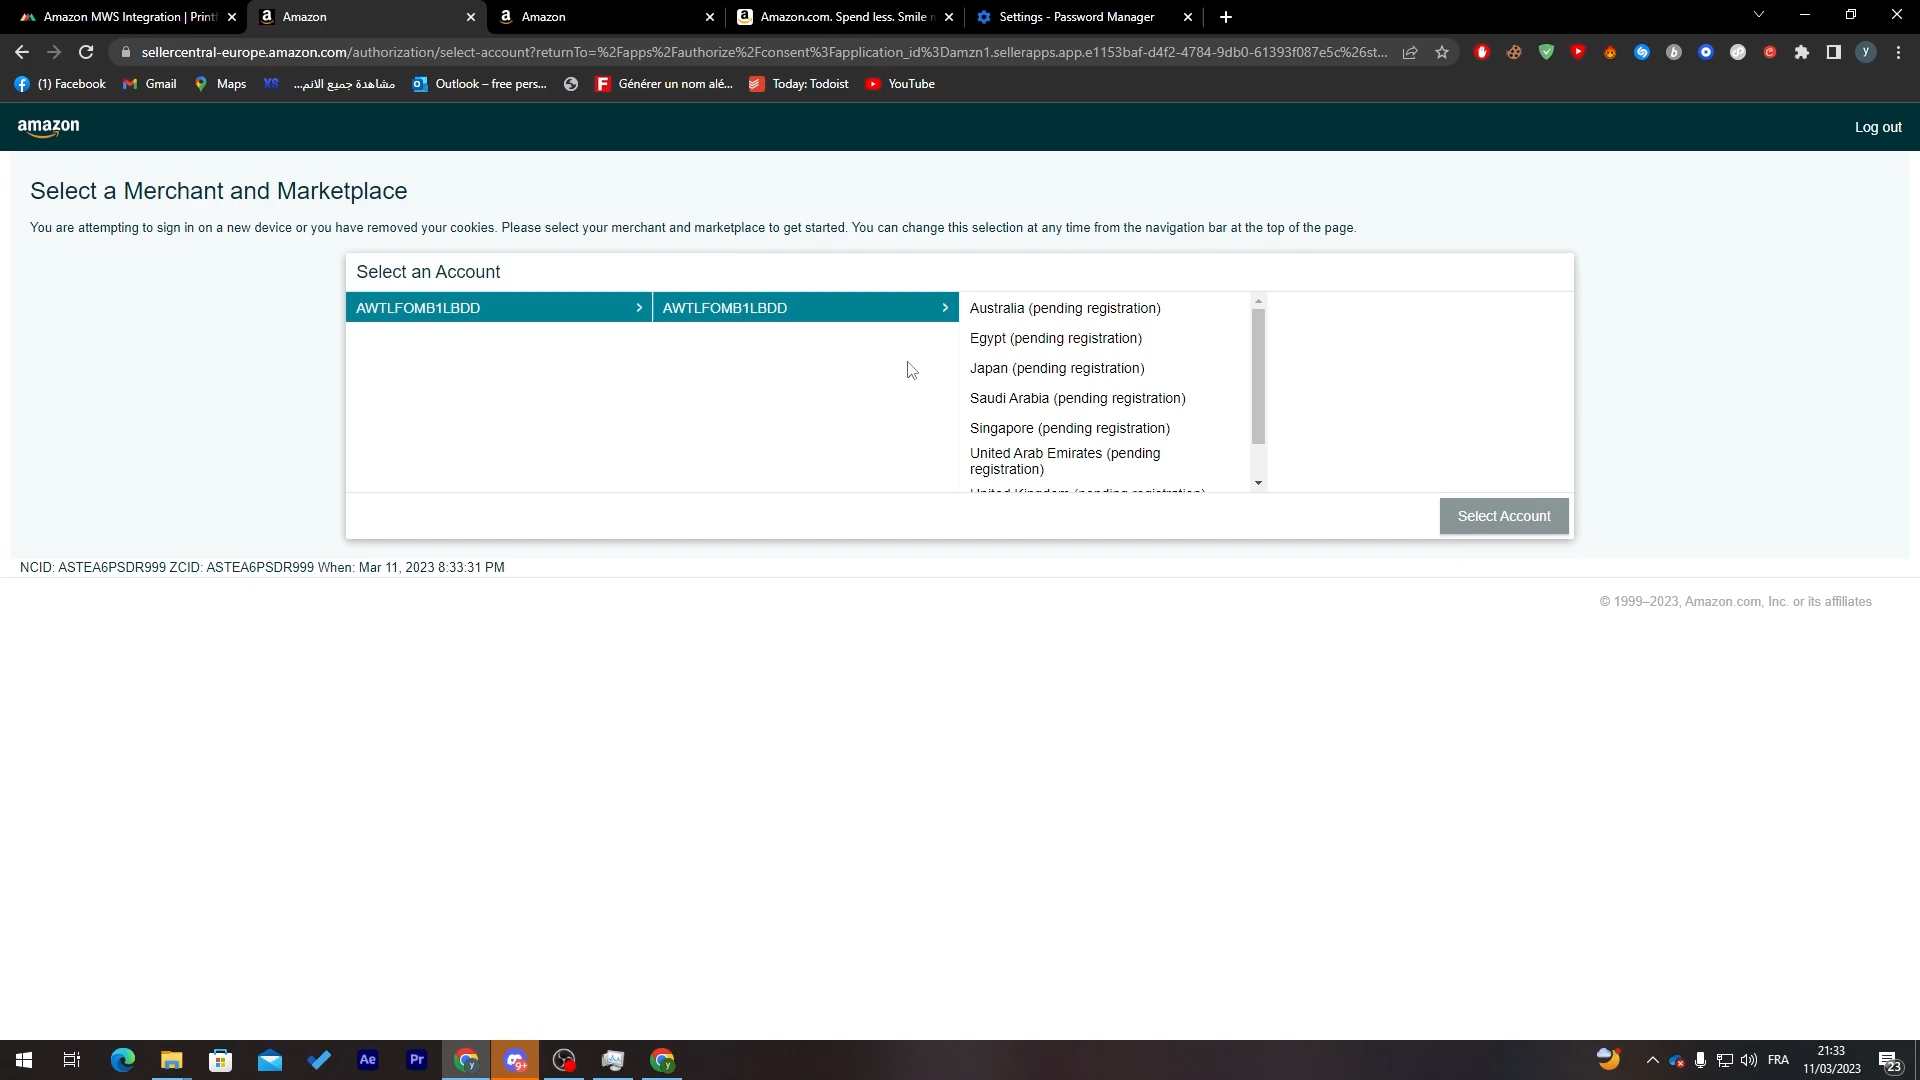 Amazon MWS Integration | Printf
Amazon
Amazon
Amazon.com. Spend less. Smile m
Settings - Password Manager
sellercentral-europe.amazon.com/authorization/select-account?returnTo=%2Fapps%2Fauthorize%2Fconsent%3Fapplication_id%3Damzn1.sellerapps.app.e1153baf-d4f2-4784-9db0-61393f087e5c%26st...
(1) Facebook
Gmail
Maps
XS
مشاهدة جميع الانم...
Outlook – free pers...
Générer un nom alé...
Today: Todoist
YouTube
amazon
Log out
Select a Merchant and Marketplace
You are attempting to sign in on a new device or you have removed your cookies. Please select your merchant and marketplace to get started. You can change this selection at any time from the navigation bar at the top of the page.
Select an Account
AWTLFOMB1LBDD
AWTLFOMB1LBDD
Australia (pending registration)
Egypt (pending registration)
Japan (pending registration)
Saudi Arabia (pending registration)
Singapore (pending registration)
United Arab Emirates (pending
registration)
United Kingdom (pending registration)
Select Account
NCID: ASTEA6PSDR999 ZCID: ASTEA6PSDR999 When: Mar 11, 2023 8:33:31 PM
© 1999–2023, Amazon.com, Inc. or its affiliates
Ae
Pr
9+
FRA
21:33
11/03/2023
23